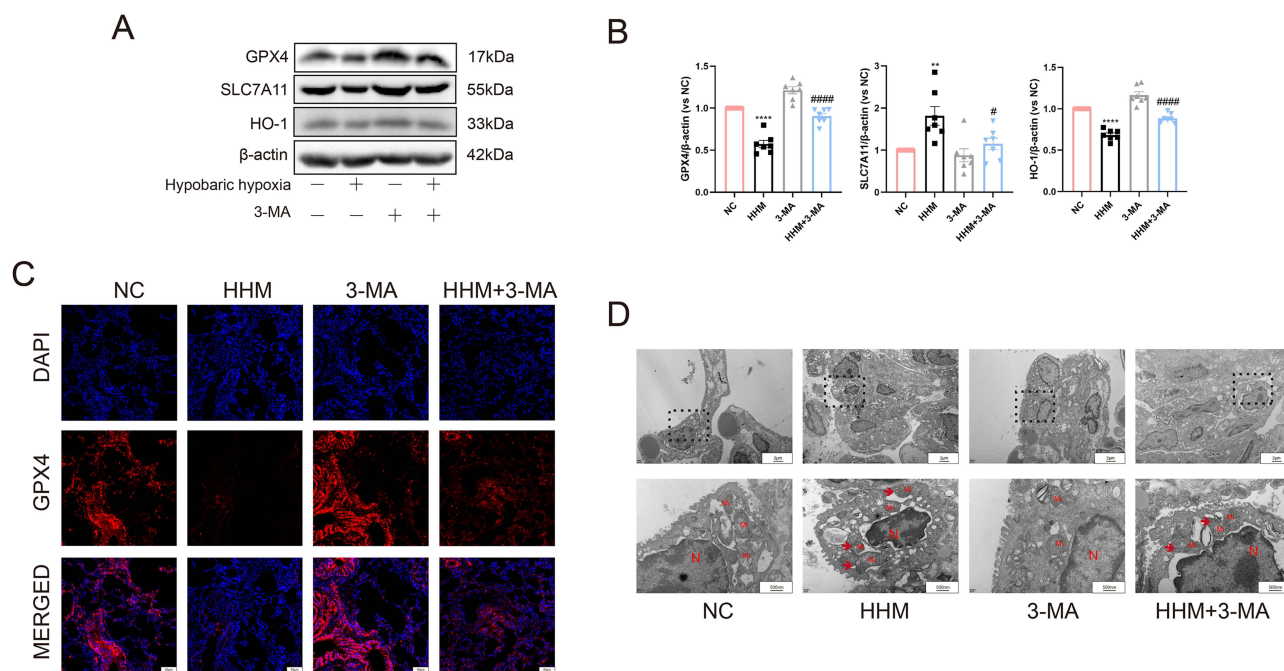 A
GPX4
17kDa
SLC7A11
55kDa
HO-1
33kDa
β-actin
42kDa
Hypobaric hypoxia
— + — +
3-MA
— — + +
B
GPX4/β-actin (vs NC)
1.5
1.0
0.5
0.0
****
####
NC
HHM
3-MA
HHM+3-MA
SLC7A11/β-actin (vs NC)
3
2
1
0
**
#
NC
HHM
3-MA
HHM+3-MA
HO-1/β-actin (vs NC)
1.5
1.0
0.5
0.0
****
####
NC
HHM
3-MA
HHM+3-MA
C
NC HHM 3-MA HHM+3-MA
DAPI
GPX4
MERGED
D
2μm
2μm
2μm
2μm
N
500nm
N
500nm
N
500nm
N
500nm
NC HHM 3-MA HHM+3-MA